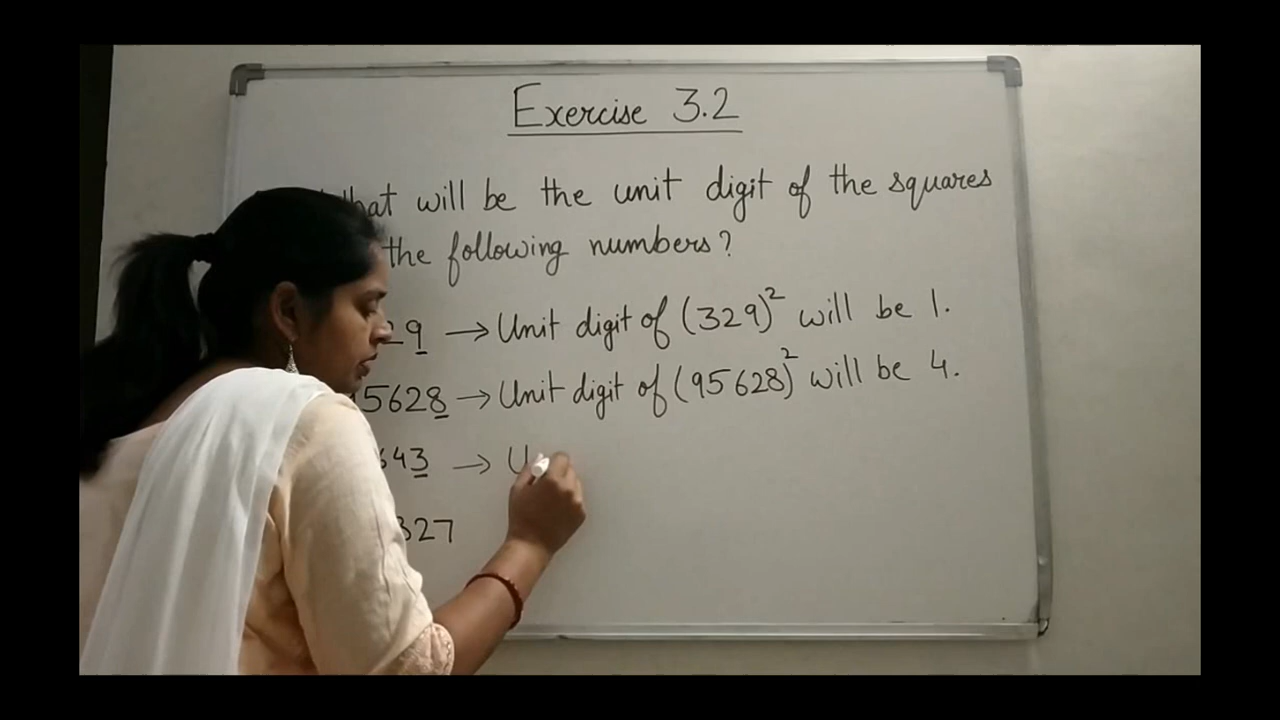 Exercise 3.2
will be the unit digit of the squares
the following numbers?
29 → Unit digit of (329)² will be 1.
5628 → Unit digit of (95628)² will be 4.
643 → U
327